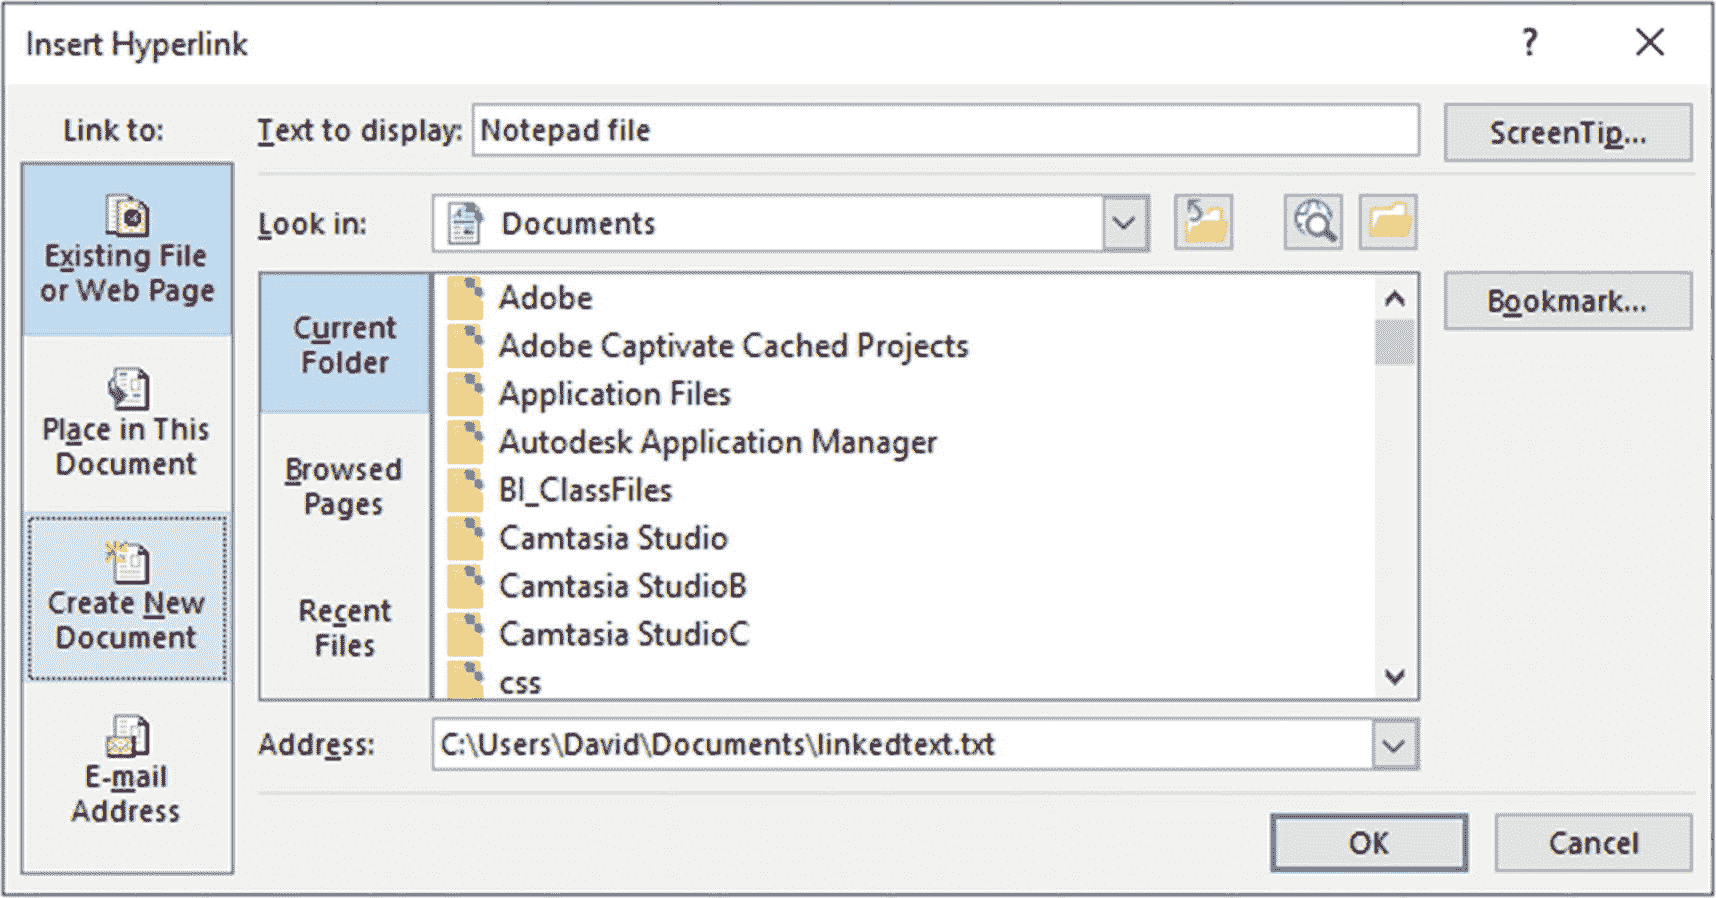 Insert Hyperlink
?
Link to:
Text to display: Notepad file
ScreenTip...
Existing File
or Web Page
Look in: Documents
Bookmark...
Current
Folder
Browsed
Pages
Recent
Files
Adobe
Adobe Captivate Cached Projects
Application Files
Autodesk Application Manager
BI_ClassFiles
Camtasia Studio
Camtasia StudioB
Camtasia StudioC
css
Place in This
Document
Create New
Document
E-mail
Address
Address: C:\Users\David\Documents\linkedtext.txt
OK
Cancel